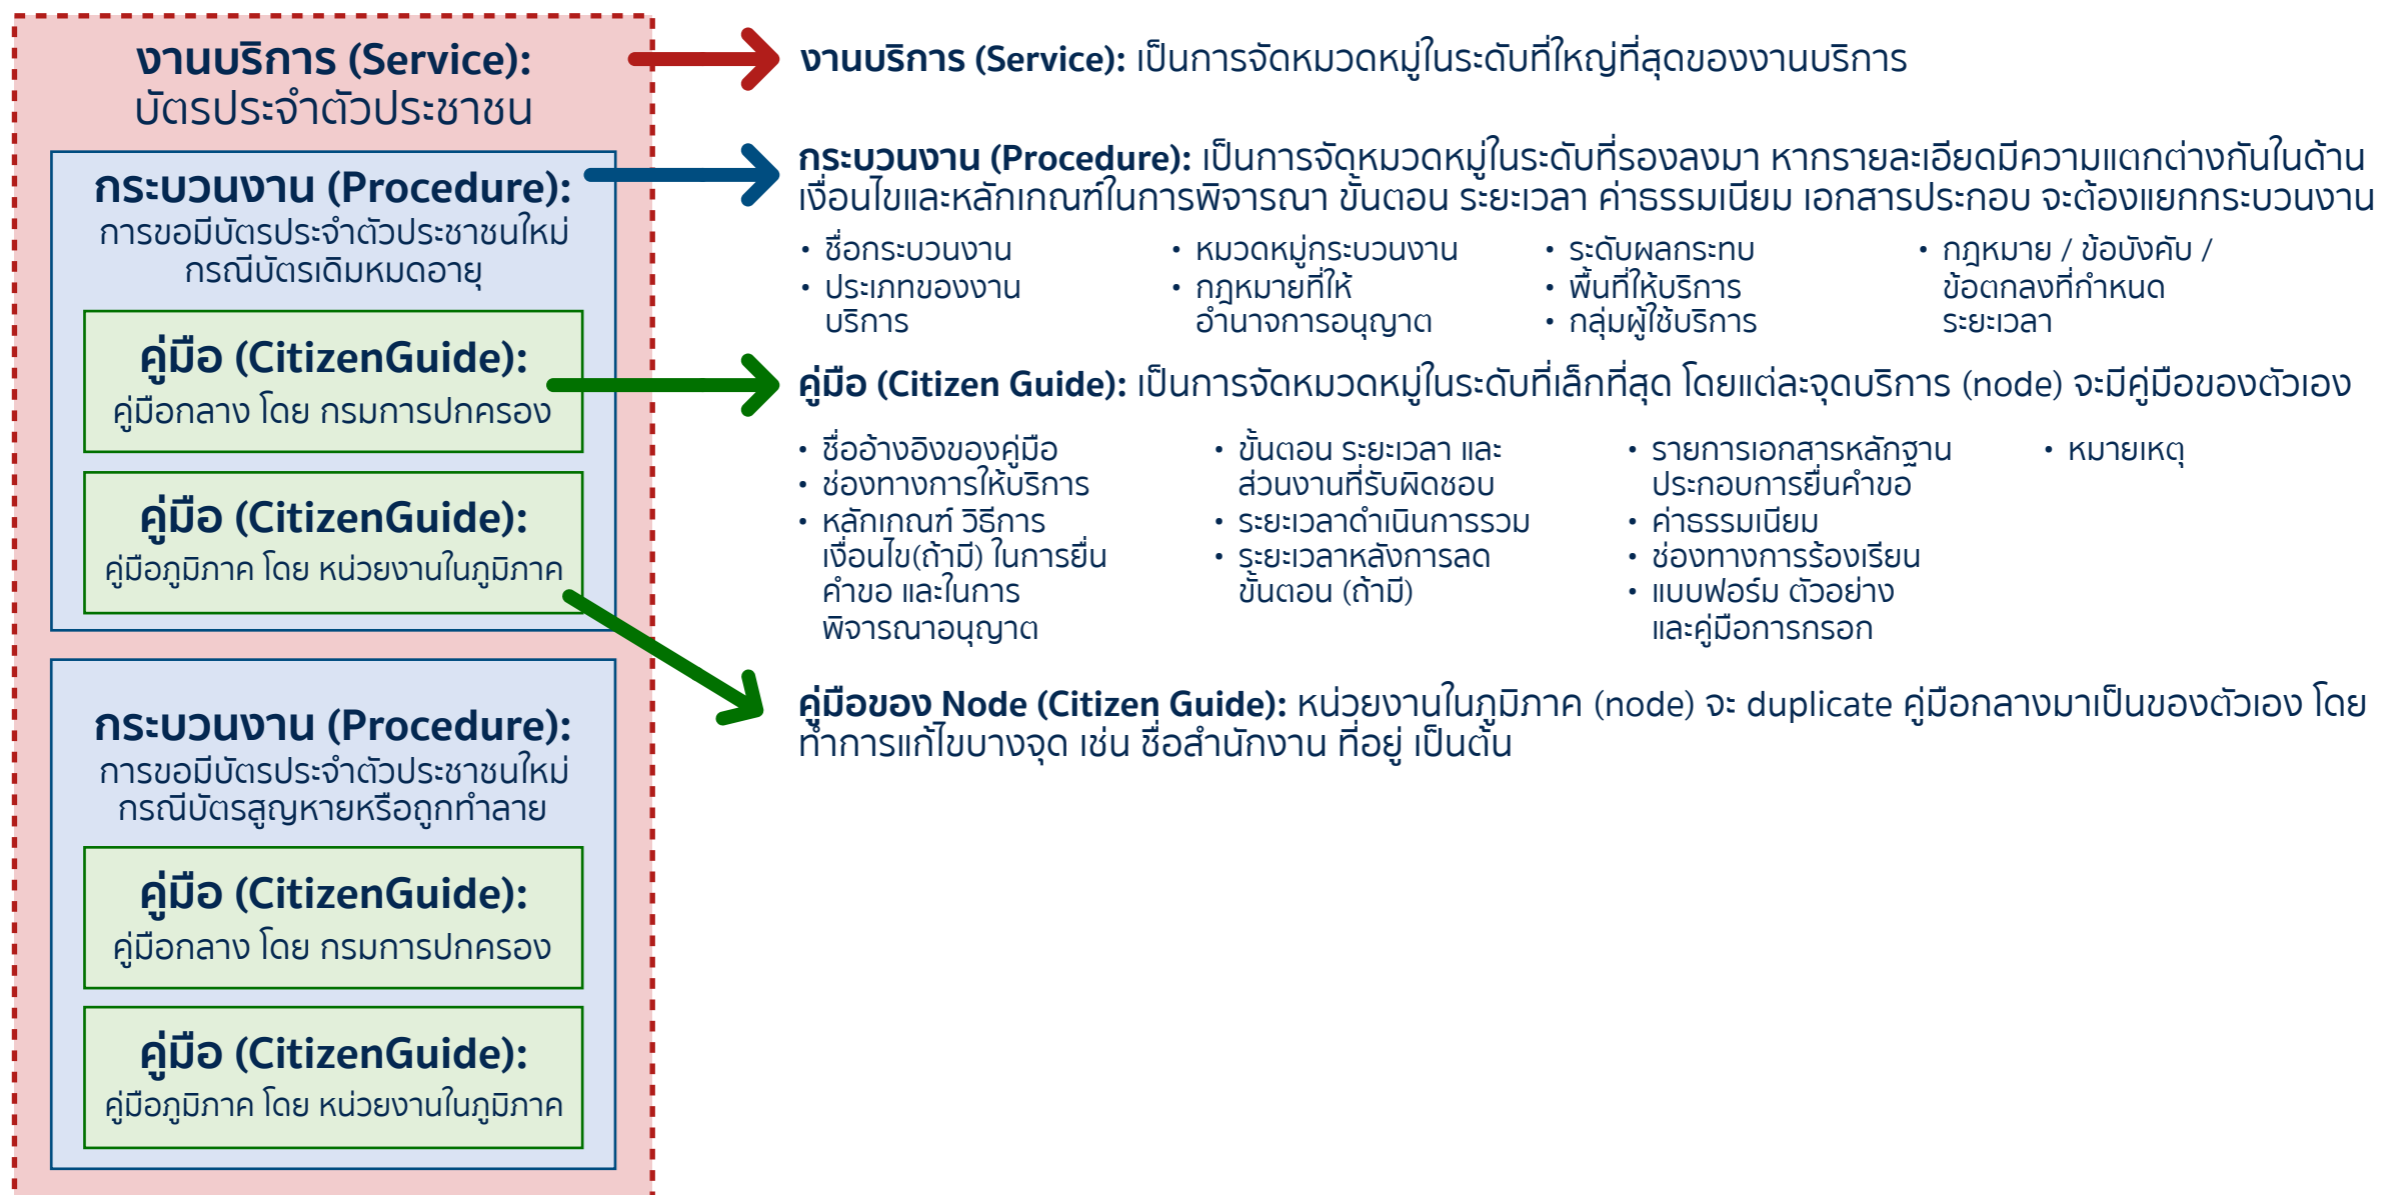 งานบริการ (Service):
บัตรประจำตัวประชาชน
กระบวนงาน (Procedure):
การขอมีบัตรประจำตัวประชาชนใหม่
กรณีบัตรเดิมหมดอายุ
คู่มือ (CitizenGuide):
คู่มือกลาง โดย กรมการปกครอง
คู่มือ (CitizenGuide):
คู่มือภูมิภาค โดย หน่วยงานในภูมิภาค
กระบวนงาน (Procedure):
การขอมีบัตรประจำตัวประชาชนใหม่
กรณีบัตรสูญหายหรือถูกทำลาย
คู่มือ (CitizenGuide):
คู่มือกลาง โดย กรมการปกครอง
คู่มือ (CitizenGuide):
คู่มือภูมิภาค โดย หน่วยงานในภูมิภาค
งานบริการ (Service): เป็นการจัดหมวดหมู่ในระดับที่ใหญ่ที่สุดของงานบริการ
กระบวนงาน (Procedure): เป็นการจัดหมวดหมู่ในระดับที่รองลงมา หากรายละเอียดมีความแตกต่างกันในด้าน
เงื่อนไขและหลักเกณฑ์ในการพิจารณา ขั้นตอน ระยะเวลา ค่าธรรมเนียม เอกสารประกอบ จะต้องแยกกระบวนงาน
• ชื่อกระบวนงาน
• ประเภทของงาน
บริการ
• หมวดหมู่กระบวนงาน
• กฎหมายที่ให้
อำนาจการอนุญาต
• ระดับผลกระทบ
• พื้นที่ให้บริการ
• กลุ่มผู้ใช้บริการ
• กฎหมาย / ข้อบังคับ /
ข้อตกลงที่กำหนด
ระยะเวลา
คู่มือ (Citizen Guide): เป็นการจัดหมวดหมู่ในระดับที่เล็กที่สุด โดยแต่ละจุดบริการ (node) จะมีคู่มือของตัวเอง
• ชื่ออ้างอิงของคู่มือ
• ช่องทางการให้บริการ
• หลักเกณฑ์ วิธีการ
เงื่อนไข(ถ้ามี) ในการยื่น
คำขอ และในการ
พิจารณาอนุญาต
• ขั้นตอน ระยะเวลา และ
ส่วนงานที่รับผิดชอบ
• ระยะเวลาดำเนินการรวม
• ระยะเวลาหลังการลด
ขั้นตอน (ถ้ามี)
• รายการเอกสารหลักฐาน
ประกอบการยื่นคำขอ
• ค่าธรรมเนียม
• ช่องทางการร้องเรียน
• แบบฟอร์ม ตัวอย่าง
และคู่มือการกรอก
• หมายเหตุ
คู่มือของ Node (Citizen Guide): หน่วยงานในภูมิภาค (node) จะ duplicate คู่มือกลางมาเป็นของตัวเอง โดย
ทำการแก้ไขบางจุด เช่น ชื่อสำนักงาน ที่อยู่ เป็นต้น